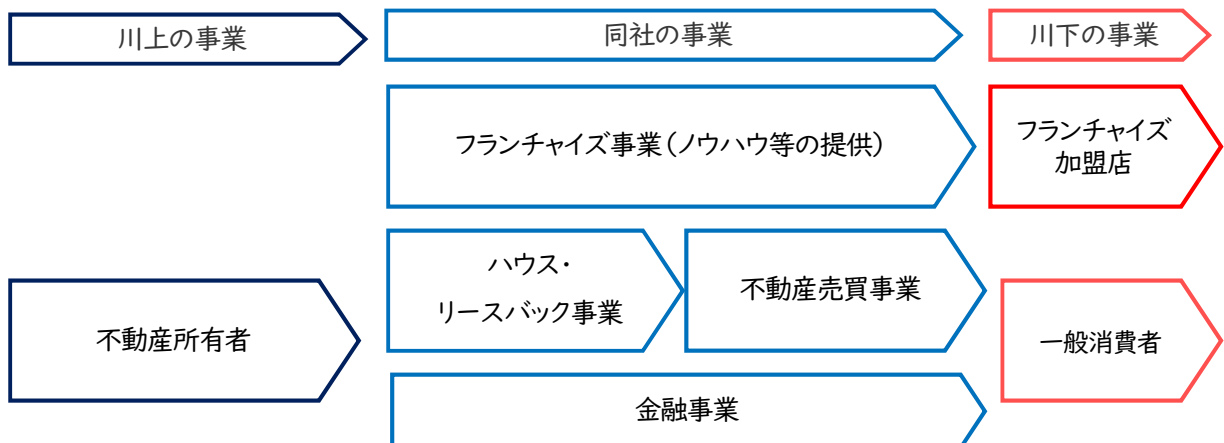 川上の事業
同社の事業
川下の事業
フランチャイズ事業(ノウハウ等の提供)
フランチャイズ
加盟店
ハウス・
リースバック事業
不動産売買事業
不動産所有者
一般消費者
金融事業